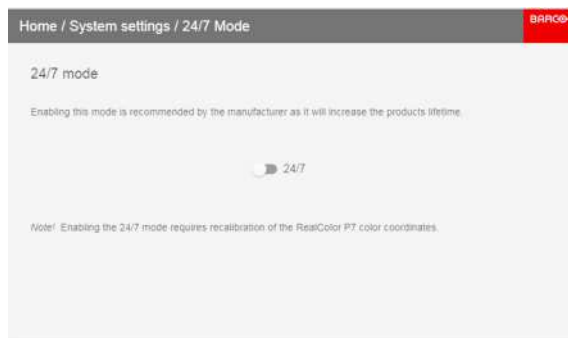 Home / System settings / 24/7 Mode
BARCO
24/7 mode
Enabling this mode is recommended by the manufacturer as it will increase the products lifetime.
24/7
Note! Enabling the 24/7 mode requires recalibration of the RealColor P7 color coordinates.